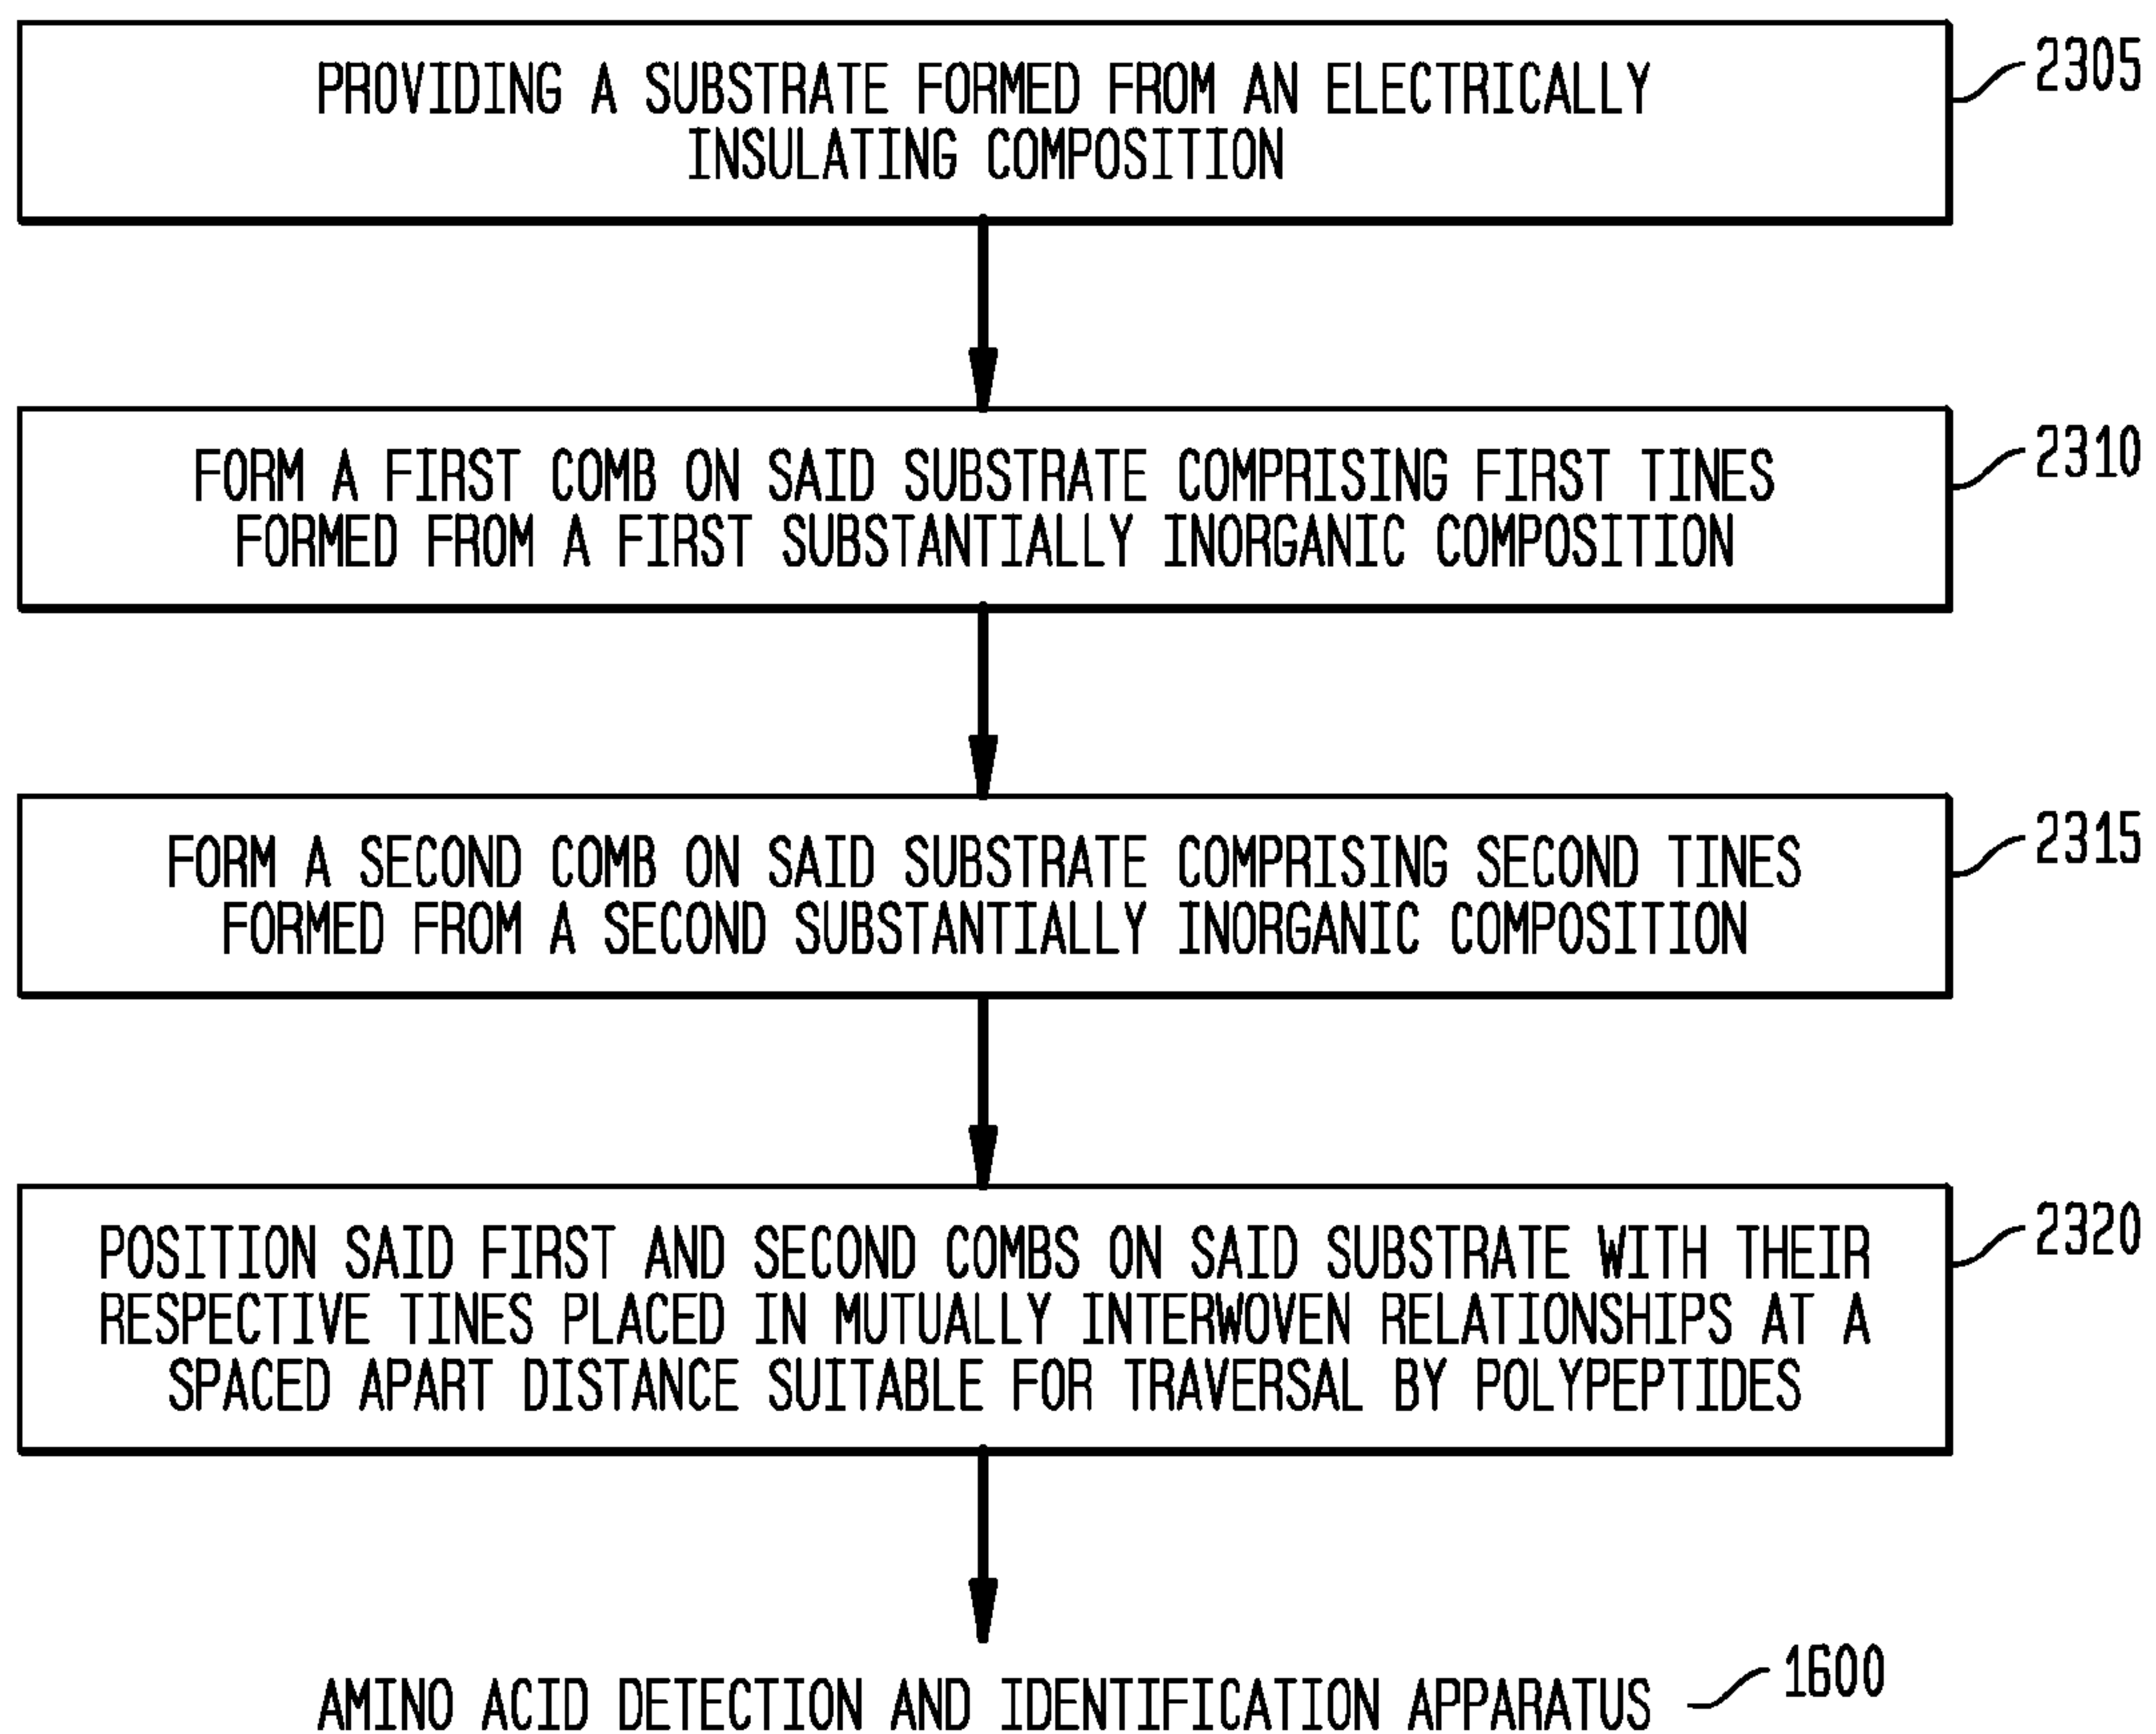 PROVIDING A SUBSTRATE FORMED FROM AN ELECTRICALLY
INSULATING COMPOSITION
2305
FORM A FIRST COMB ON SAID SUBSTRATE COMPRISING FIRST TINES
FORMED FROM A FIRST SUBSTANTIALLY INORGANIC COMPOSITION
2310
FORM A SECOND COMB ON SAID SUBSTRATE COMPRISING SECOND TINES
FORMED FROM A SECOND SUBSTANTIALLY INORGANIC COMPOSITION
2315
POSITION SAID FIRST AND SECOND COMBS ON SAID SUBSTRATE WITH THEIR
RESPECTIVE TINES PLACED IN MUTUALLY INTERWOVEN RELATIONSHIPS AT A
SPACED APART DISTANCE SUITABLE FOR TRAVERSAL BY POLYPEPTIDES
2320
AMINO ACID DETECTION AND IDENTIFICATION APPARATUS
1600